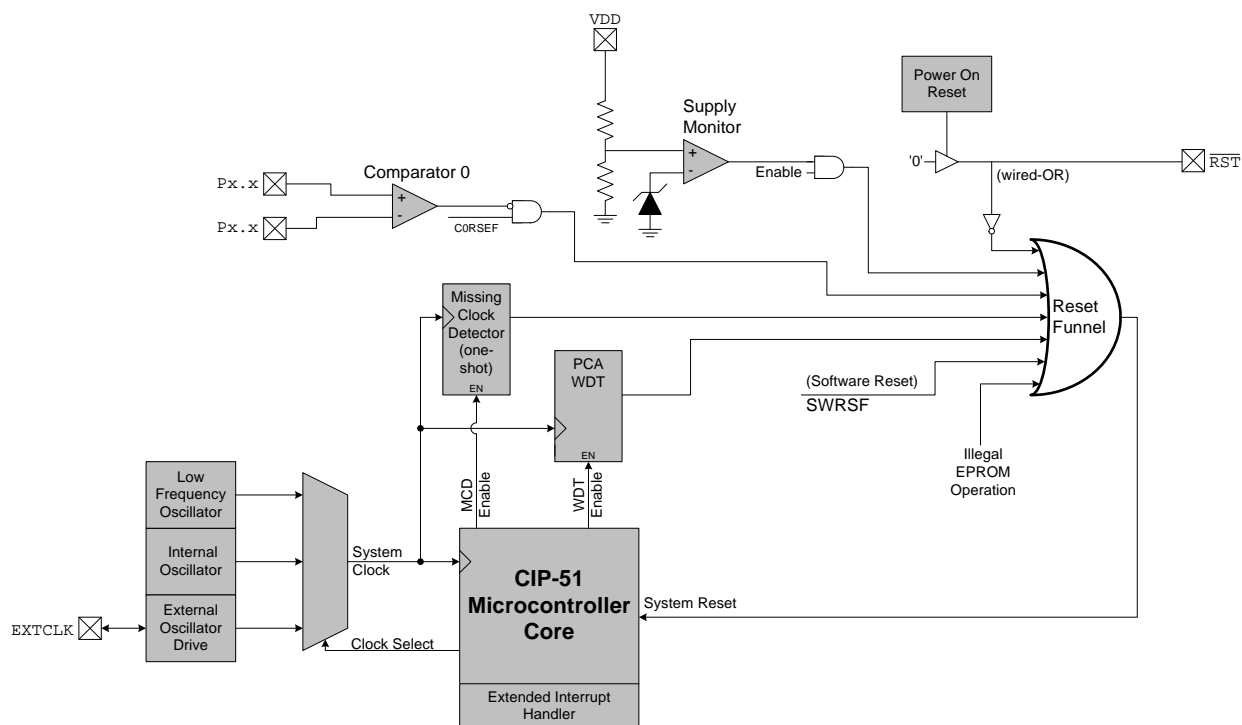 VDD
Power On
Reset
Supply
Monitor
+
-
Enable
'0'
(wired-OR)
RST
Comparator 0
Px.x
+
Px.x
-
C0RSEF
Missing
Clock
Detector
(one-
shot)
EN
PCA
WDT
EN
Reset
Funnel
(Software Reset)
SWRSF
Illegal
EPROM
Operation
MCD
Enable
WDT
Enable
Low
Frequency
Oscillator
Internal
Oscillator
External
Oscillator
Drive
EXTCLK
System
Clock
Clock Select
CIP-51
Microcontroller
Core
System Reset
Extended Interrupt
Handler